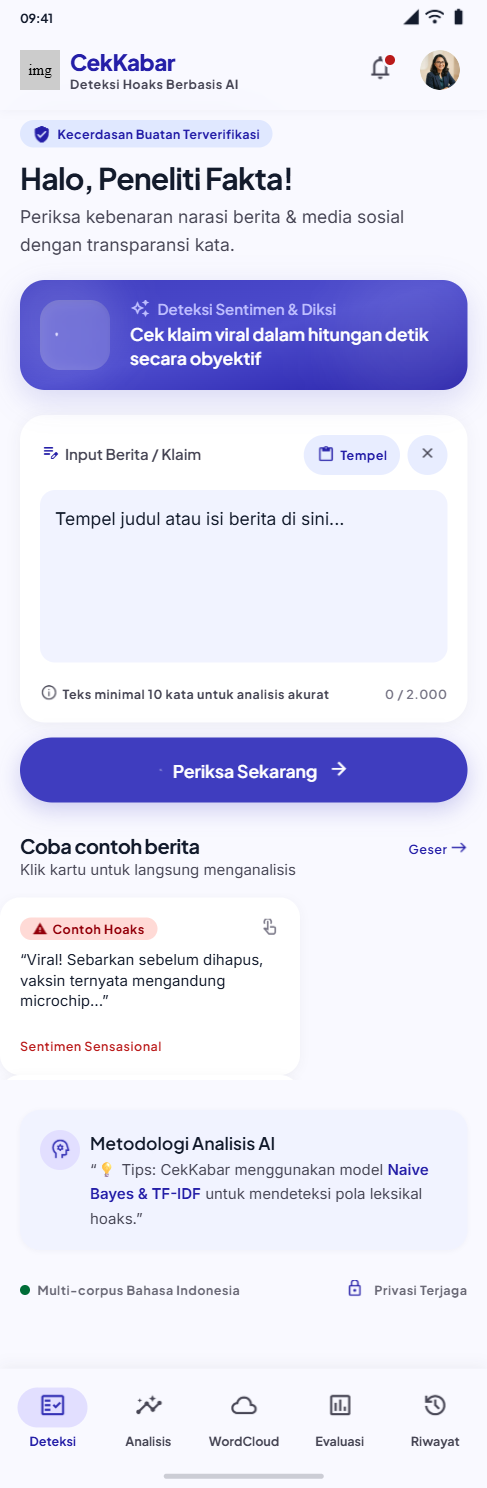 09:41
img
CekKabar
Deteksi Hoaks Berbasis AI
Kecerdasan Buatan Terverifikasi
Halo, Peneliti Fakta!
Periksa kebenaran narasi berita & media sosial
dengan transparansi kata.
Deteksi Sentimen & Diksi
Cek klaim viral dalam hitungan detik
secara obyektif
Input Berita / Klaim
Tempel
Tempel judul atau isi berita di sini...
Teks minimal 10 kata untuk analisis akurat
0 / 2.000
Periksa Sekarang →
Coba contoh berita
Geser →
Klik kartu untuk langsung menganalisis
Contoh Hoaks
“Viral! Sebarkan sebelum dihapus,
vaksin ternyata mengandung
microchip...”
Sentimen Sensasional
Metodologi Analisis AI
“💡 Tips: CekKabar menggunakan model Naive
Bayes & TF-IDF untuk mendeteksi pola leksikal
hoaks.”
Multi-corpus Bahasa Indonesia
Privasi Terjaga
Deteksi
Analisis
WordCloud
Evaluasi
Riwayat